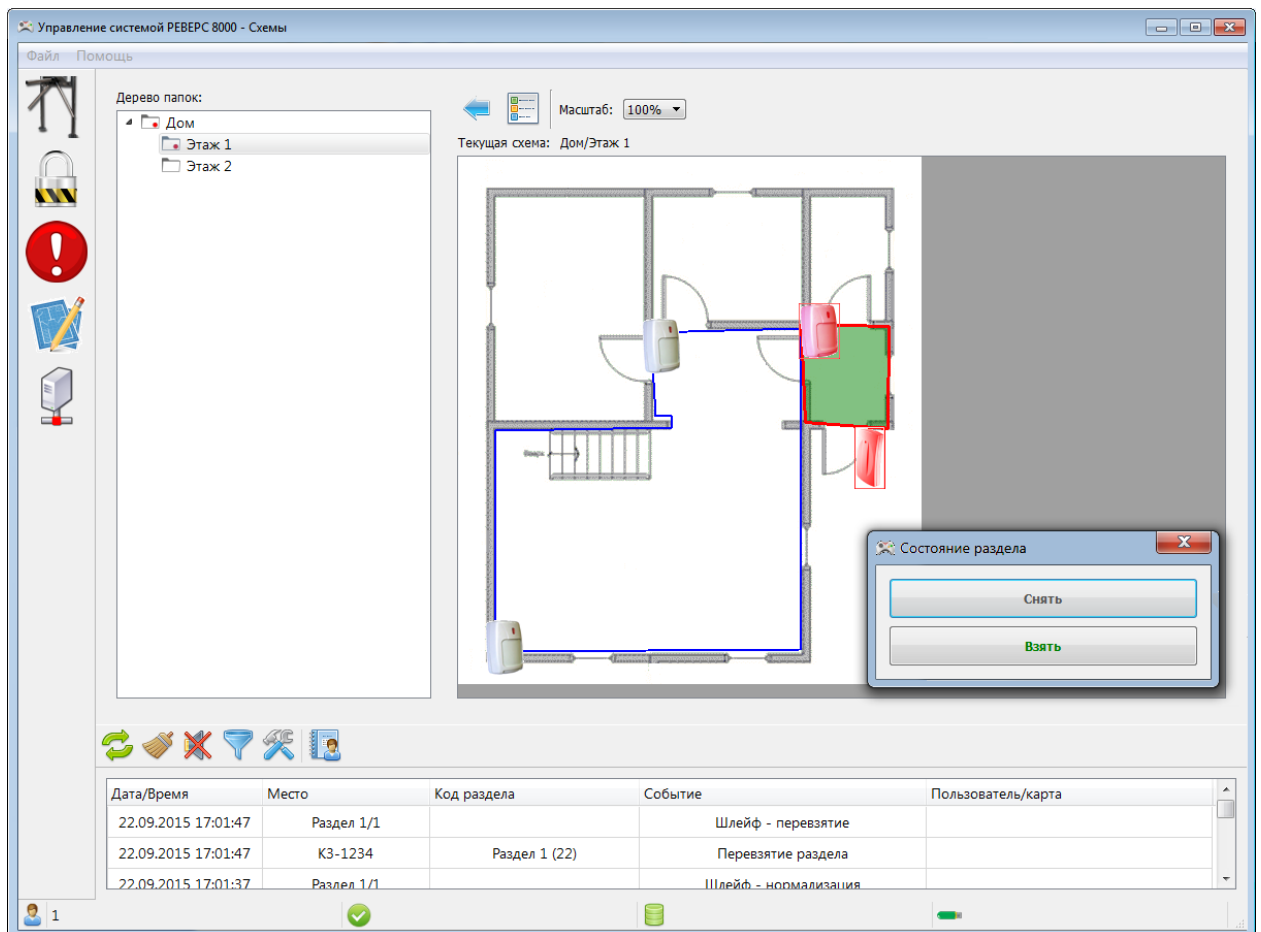 Управление системой РЕВЕРС 8000 - Схемы
Файл Помощь
Дерево папок:
Дом
Этаж 1
Этаж 2
Масштаб: 100%
Текущая схема: Дом/Этаж 1
Вверх
Состояние раздела
Снять
Взять
Дата/Время Место Код раздела Событие Пользователь/карта
22.09.2015 17:01:47 Раздел 1/1 Шлейф - перевзятие
22.09.2015 17:01:47 КЗ-1234 Раздел 1 (22) Перевзятие раздела
22.09.2015 17:01:37 Раздел 1/1 Шлейф - нормализация
1